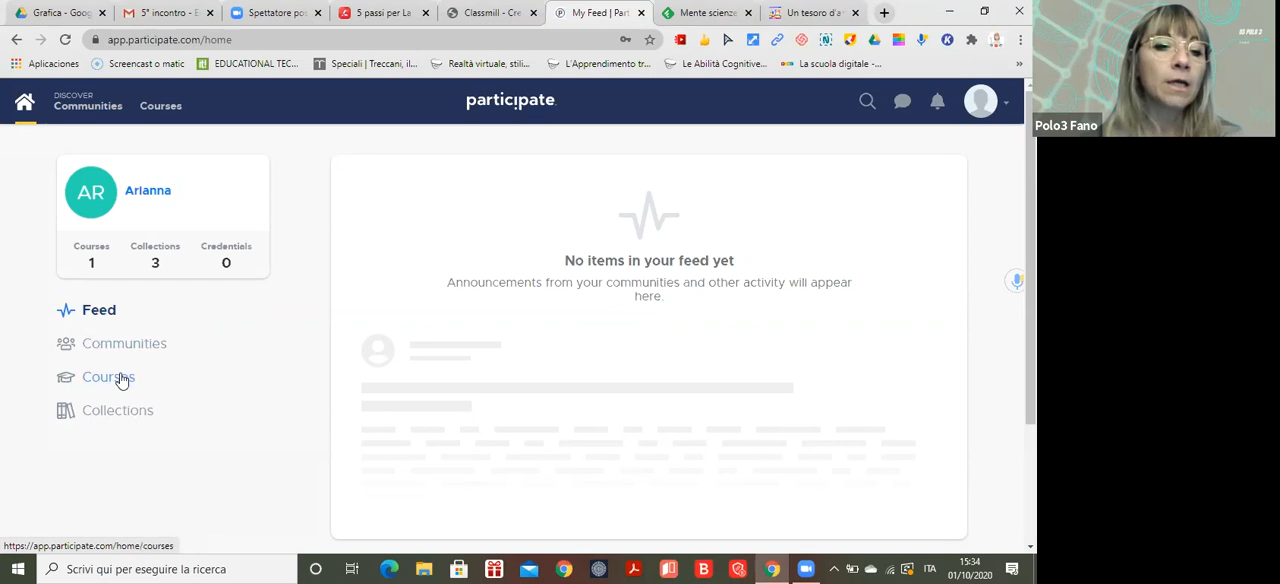 Grafica - Goog
5° incontro - E
Spettatore po
5 passi per La
Classmill - Cre
My Feed | Part
Mente scienze
Un tesoro d'a
app.participate.com/home
Applicazioni
Screencast o matic
EDUCATIONAL TEC...
Speciali | Treccani, il...
Realtà virtuale, stili...
L'Apprendimento tr...
Le Abilità Cognitive...
La scuola digitale -...
DISCOVER
Communities
Courses
particıpate
AR
Arianna
Courses
Collections
Credentials
1
3
0
Feed
Communities
Courses
Collections
No items in your feed yet
Announcements from your communities and other activity will appear
here.
https://app.participate.com/home/courses
Scrivi qui per eseguire la ricerca
ITA
15:34
01/10/2020
IIS POLO 3
Polo3 Fano